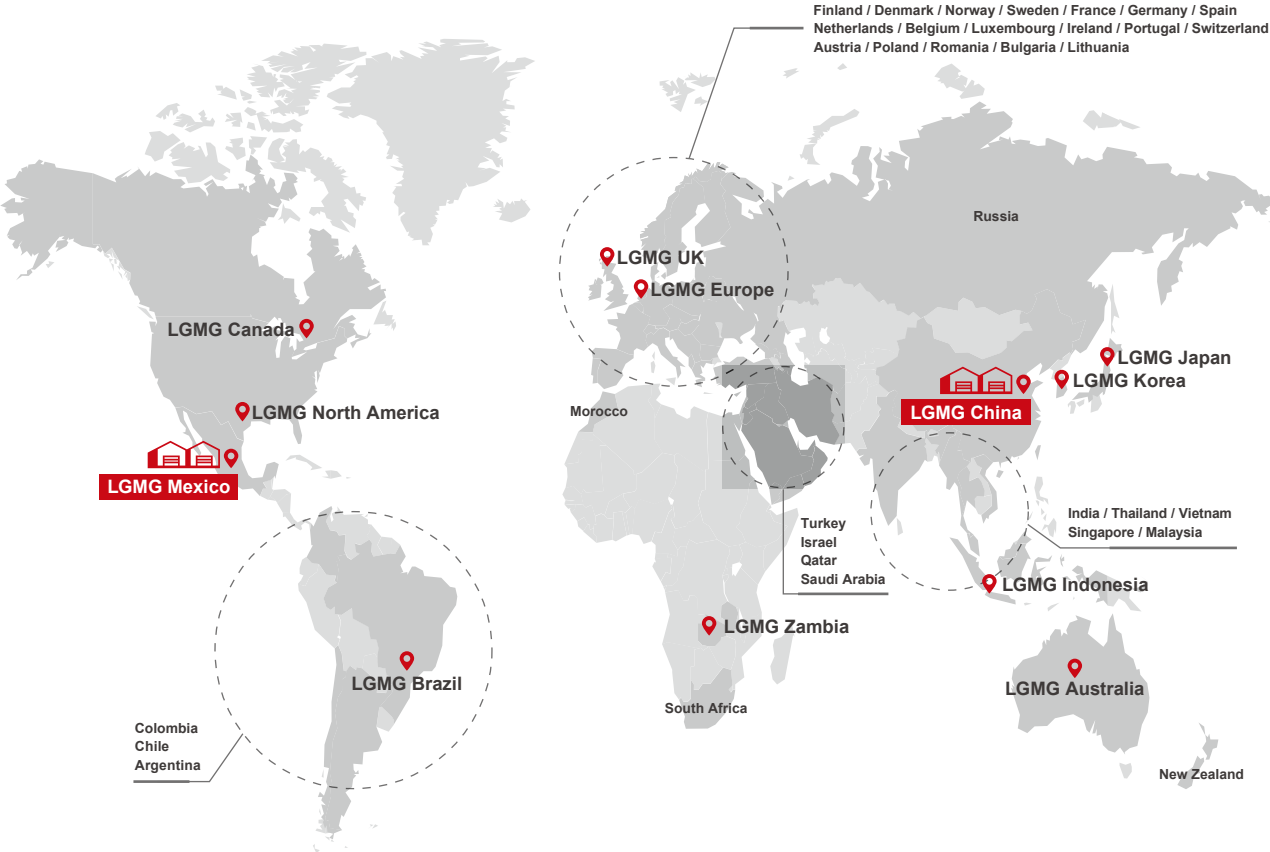 Finland / Denmark / Norway / Sweden / France / Germany / Spain
Netherlands / Belgium / Luxembourg / Ireland / Portugal / Switzerland
Austria / Poland / Romania / Bulgaria / Lithuania
Russia
LGMG UK
LGMG Europe
LGMG Canada
LGMG Japan
LGMG Korea
LGMG North America
Morocco
LGMG China
LGMG Mexico
India / Thailand / Vietnam
Singapore / Malaysia
Turkey
Israel
Qatar
Saudi Arabia
LGMG Indonesia
LGMG Zambia
LGMG Brazil
LGMG Australia
South Africa
Colombia
Chile
Argentina
New Zealand